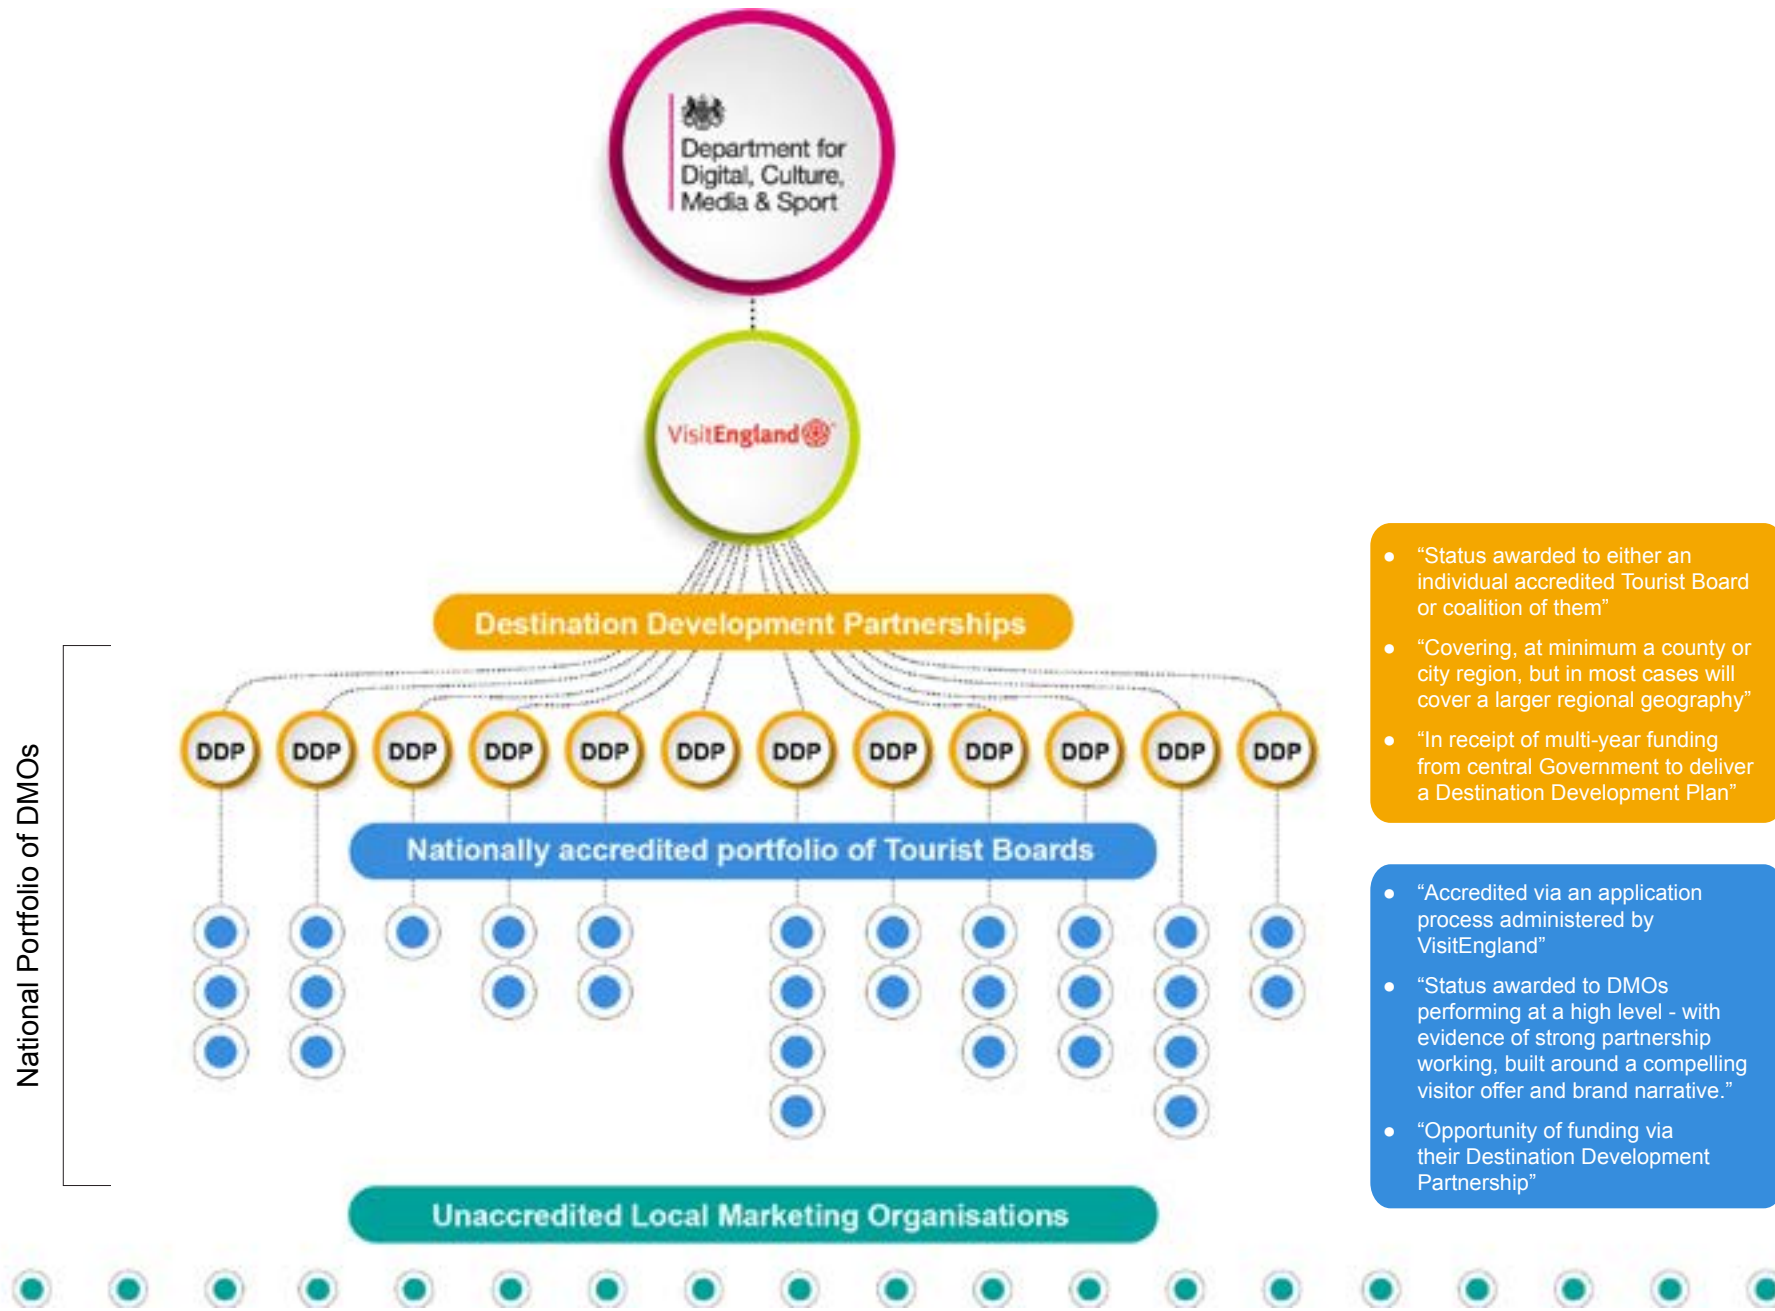 Department for
Digital, Culture,
Media & Sport
VisitEngland
Destination Development Partnerships
DDP DDP DDP DDP DDP DDP DDP DDP DDP DDP DDP DDP
National Portfolio of DMOs
Nationally accredited portfolio of Tourist Boards
Unaccredited Local Marketing Organisations
● “Status awarded to either an
individual accredited Tourist Board
or coalition of them”
● “Covering, at minimum a county or
city region, but in most cases will
cover a larger regional geography”
● “In receipt of multi-year funding
from central Government to deliver
a Destination Development Plan”
● “Accredited via an application
process administered by
VisitEngland”
● “Status awarded to DMOs
performing at a high level - with
evidence of strong partnership
working, built around a compelling
visitor offer and brand narrative.”
● “Opportunity of funding via
their Destination Development
Partnership”